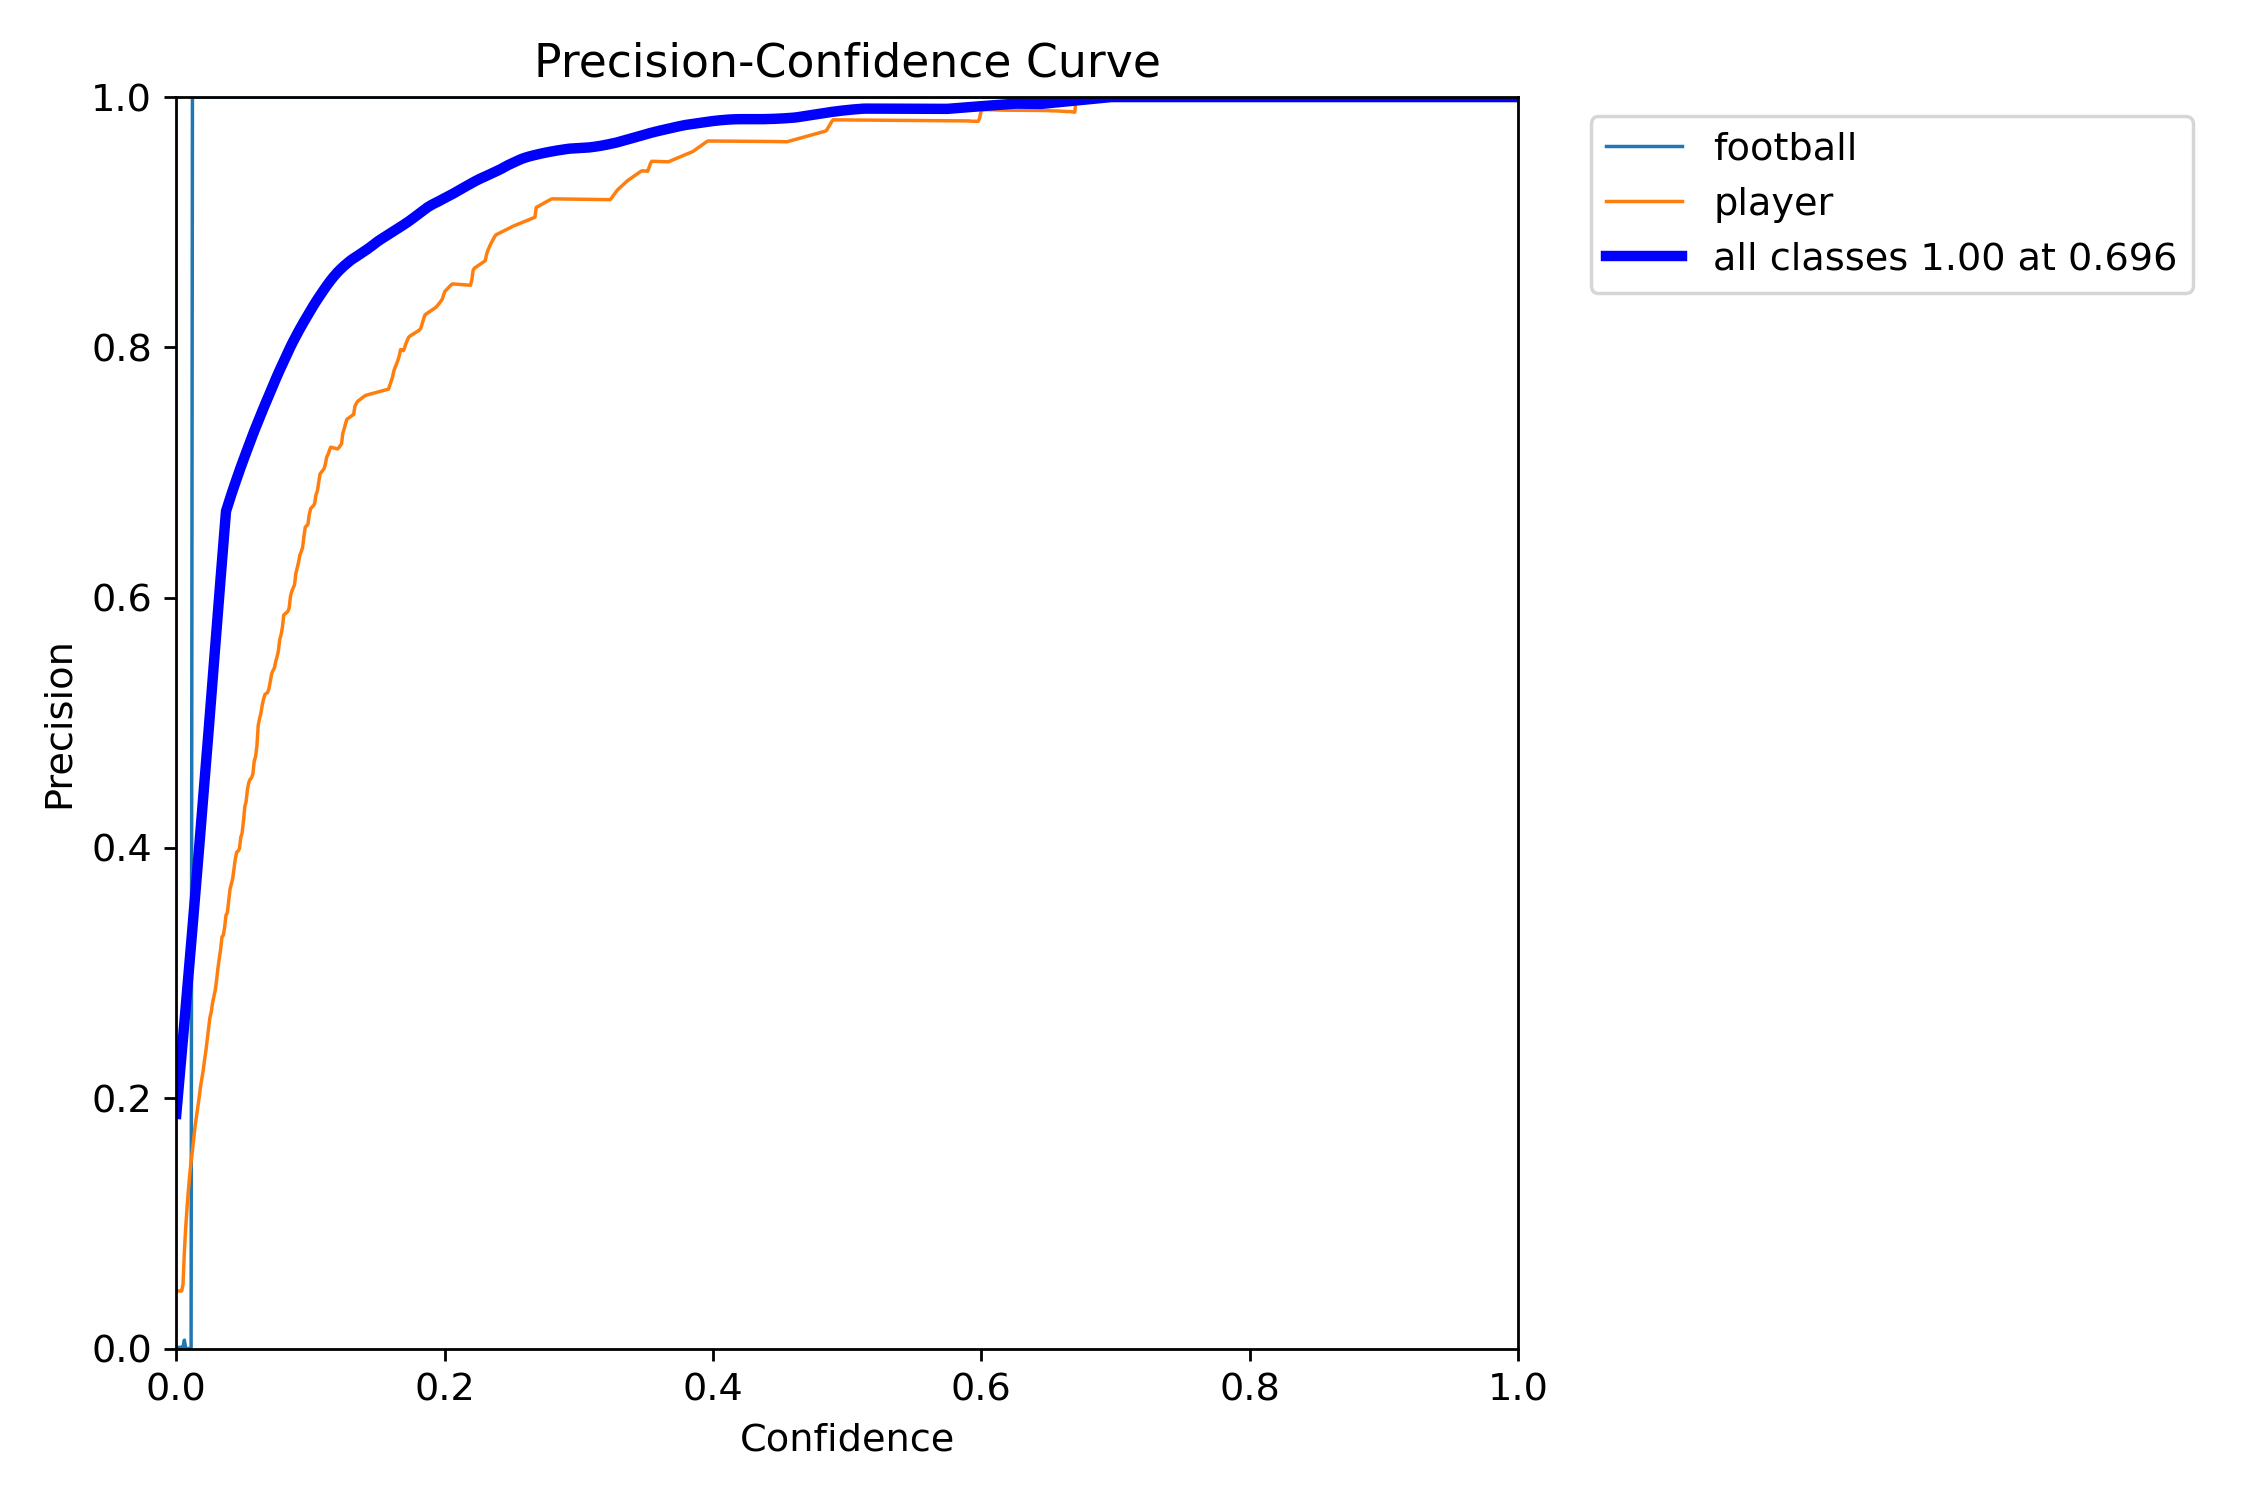 Precision-Confidence Curve
1.0
0.8
0.6
0.4
0.2
0.0
Precision
0.0 0.2 0.4 0.6 0.8 1.0
Confidence
football
player
all classes 1.00 at 0.696